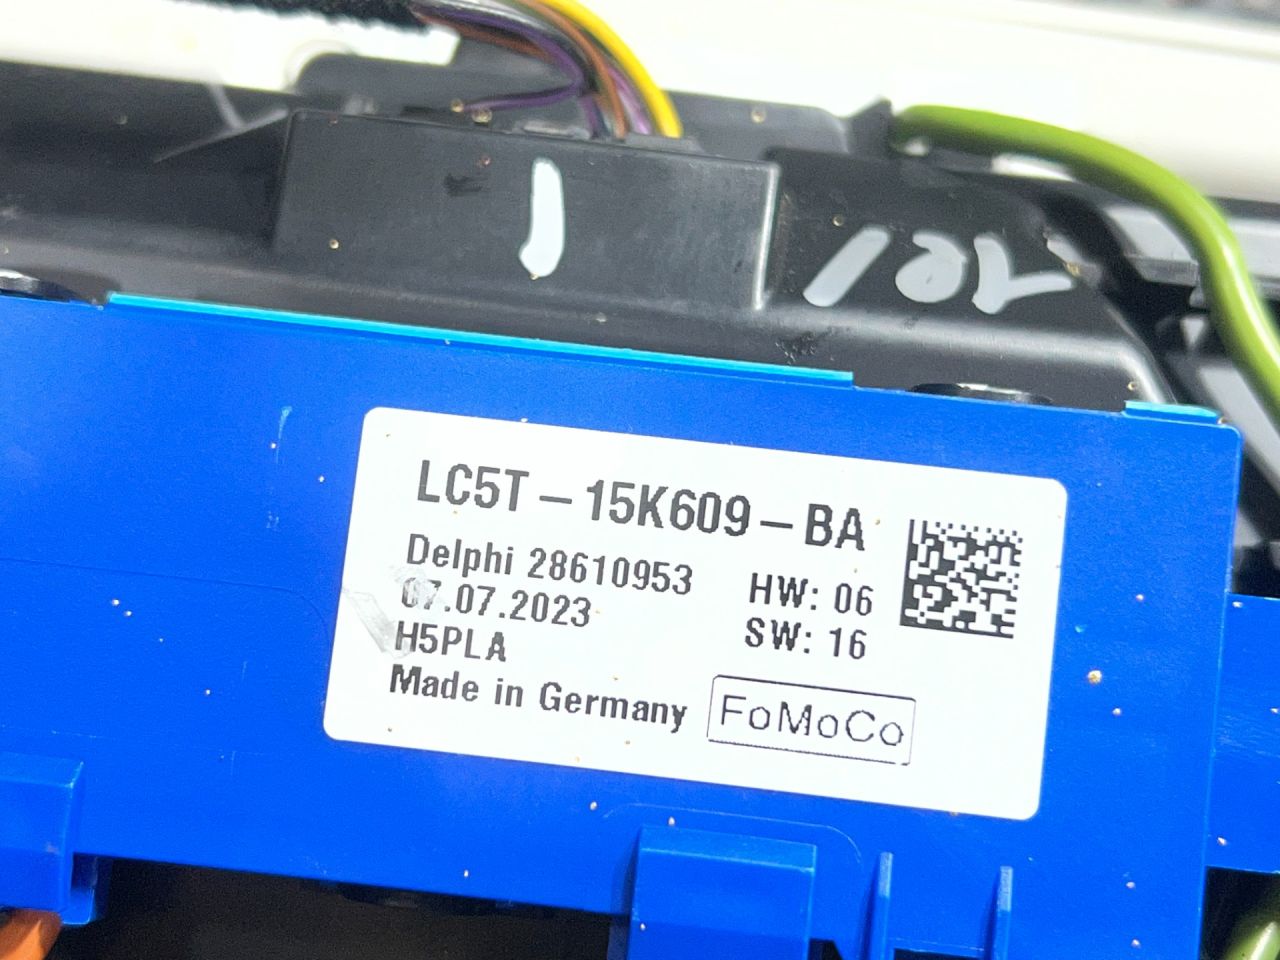 LC5T-15K609-BA
Delphi 28610953
07.07.2023
H5PLA
Made in Germany
HW: 06
SW: 16
FoMoCo